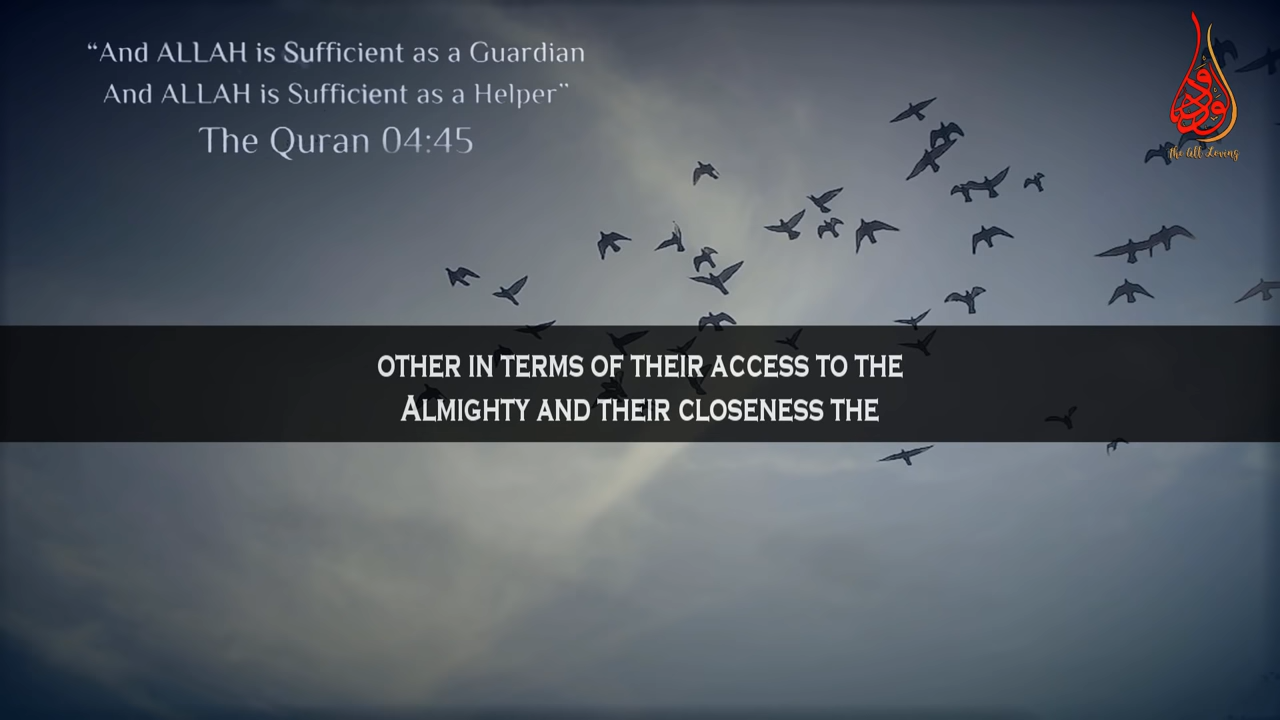 “And ALLAH is Sufficient as a Guardian
And ALLAH is Sufficient as a Helper”
The Quran 04:45
الودود
The All Loving
OTHER IN TERMS OF THEIR ACCESS TO THE
ALMIGHTY AND THEIR CLOSENESS THE